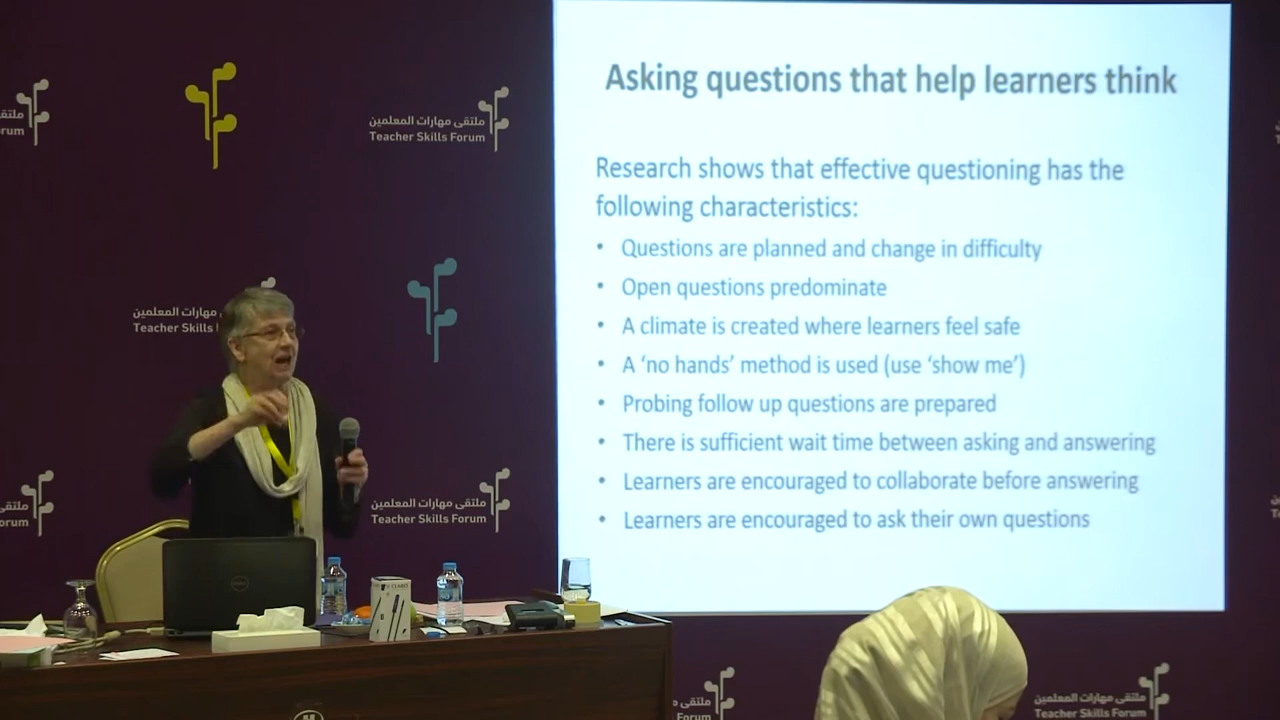 Asking questions that help learners think
Research shows that effective questioning has the
following characteristics:
• Questions are planned and change in difficulty
• Open questions predominate
• A climate is created where learners feel safe
• A ‘no hands’ method is used (use ‘show me’)
• Probing follow up questions are prepared
• There is sufficient wait time between asking and answering
• Learners are encouraged to collaborate before answering
• Learners are encouraged to ask their own questions
ملتقى مهارات المعلمين
Teacher Skills Forum
مهارات المعلمين
Teacher Skills
ملتقى مهارات المعلمين
Teacher Skills Forum
ملتقى مهارات المعلمين
Teacher Skills Forum
المعلمين
Forum
DELL